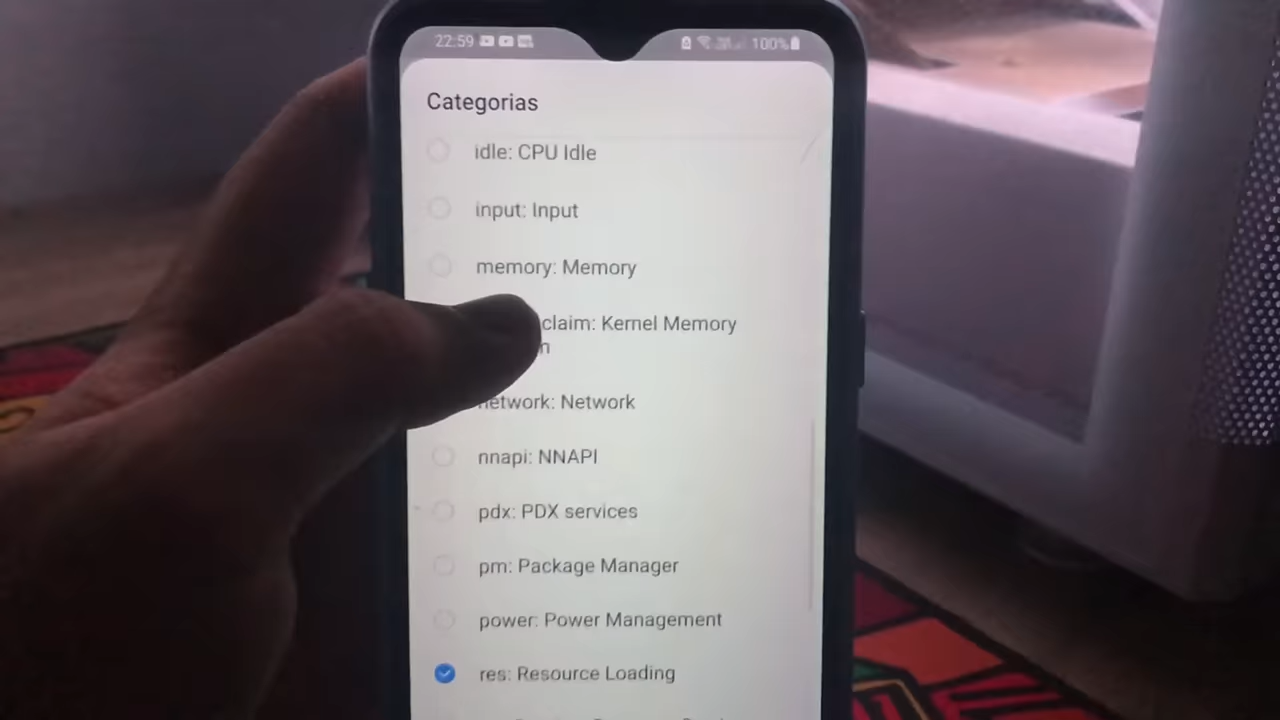 22:59
100%
Categorias
idle: CPU Idle
input: Input
memory: Memory
claim: Kernel Memory
network: Network
nnapi: NNAPI
pdx: PDX services
pm: Package Manager
power: Power Management
res: Resource Loading